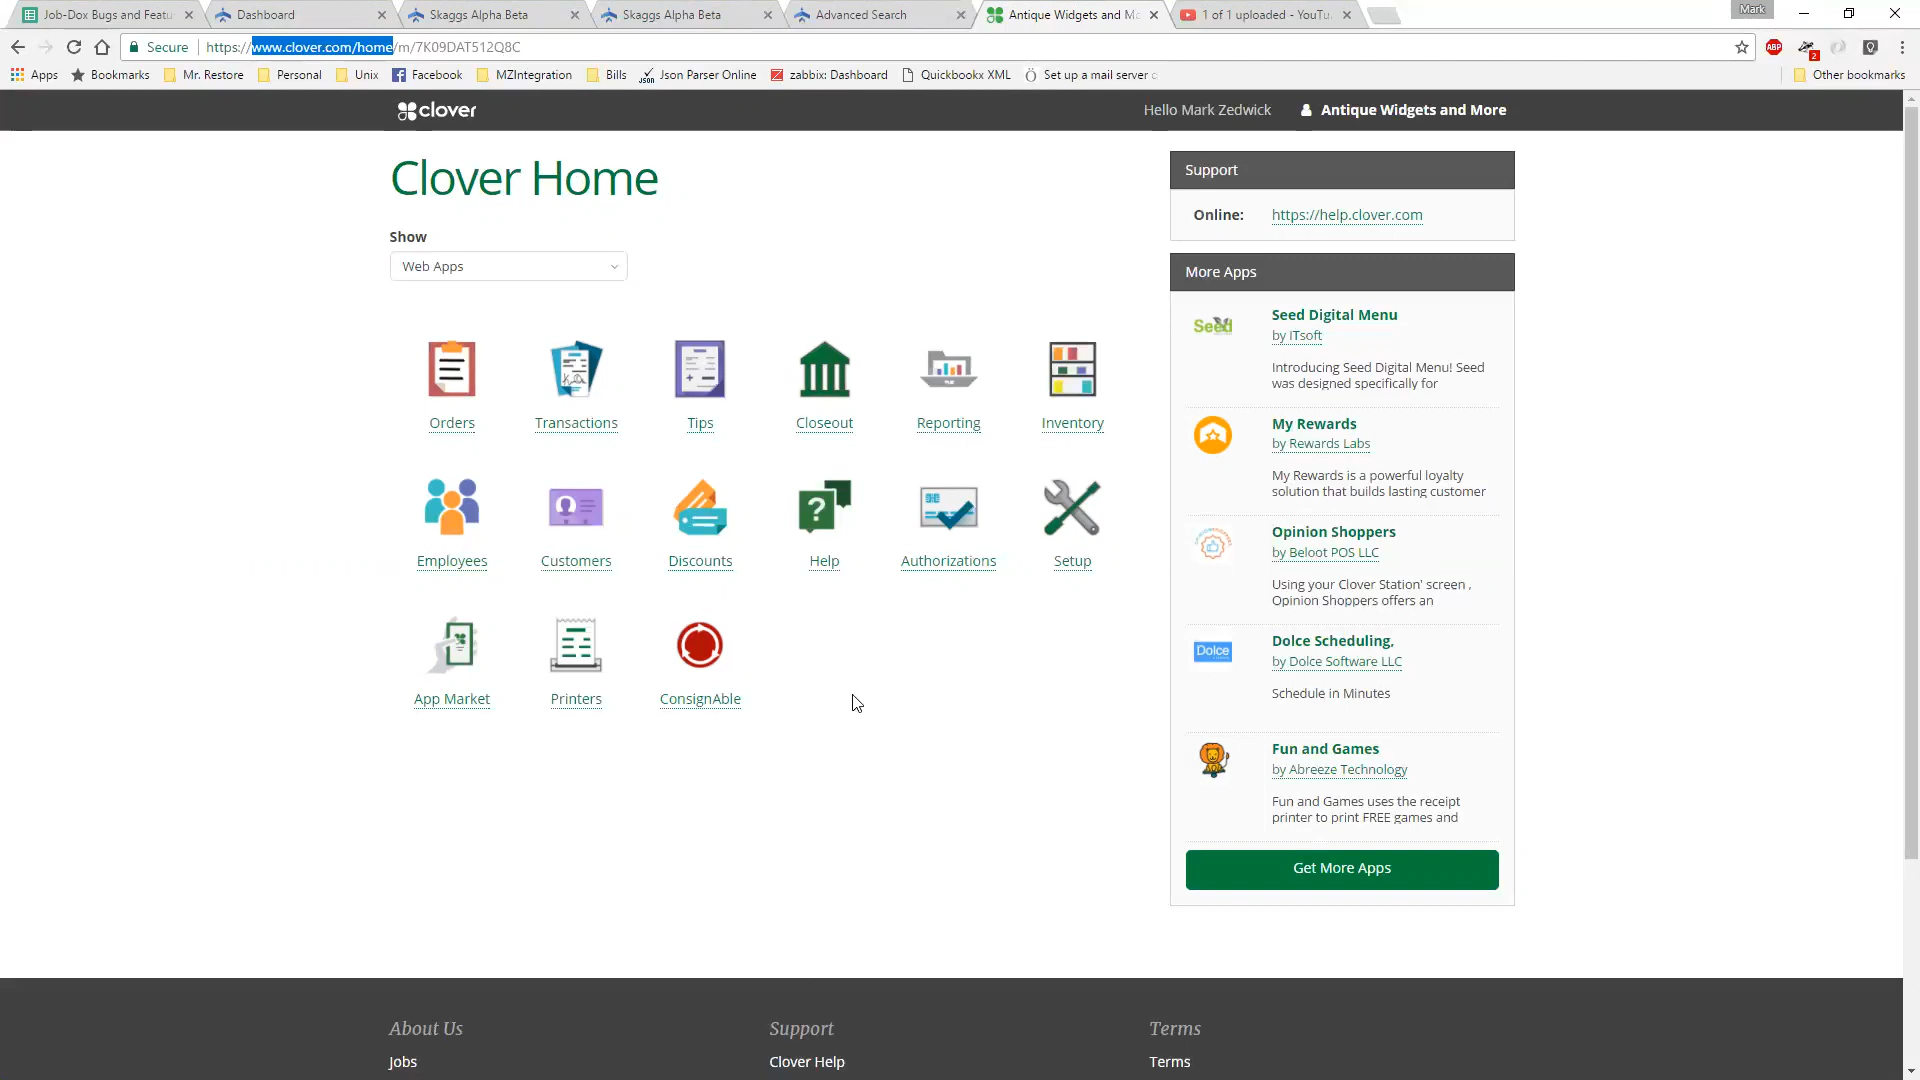 Job-Dox Bugs and Featu
Dashboard
Skaggs Alpha Beta
Skaggs Alpha Beta
Advanced Search
Antique Widgets and Mo
1 of 1 uploaded - YouTu
Mark
Secure
https://www.clover.com/home/m/7K09DAT512Q8C
ABP
2
Apps
Bookmarks
Mr. Restore
Personal
Unix
Facebook
MZIntegration
Bills
Json Parser Online
zabbix: Dashboard
Quickbookx XML
Set up a mail server
Other bookmarks
clover
Hello Mark Zedwick
Antique Widgets and More
Clover Home
Show
Web Apps
Orders
Transactions
Tips
Closeout
Reporting
Inventory
Employees
Customers
Discounts
Help
Authorizations
Setup
App Market
Printers
ConsignAble
Support
Online: https://help.clover.com
More Apps
Seed
Seed Digital Menu
by ITsoft
Introducing Seed Digital Menu! Seed
was designed specifically for
My Rewards
by Rewards Labs
My Rewards is a powerful loyalty
solution that builds lasting customer
Opinion Shoppers
by Beloot POS LLC
Using your Clover Station' screen ,
Opinion Shoppers offers an
Dolce
Dolce Scheduling,
by Dolce Software LLC
Schedule in Minutes
Fun and Games
by Abreeze Technology
Fun and Games uses the receipt
printer to print FREE games and
Get More Apps
About Us
Jobs
Support
Clover Help
Terms
Terms